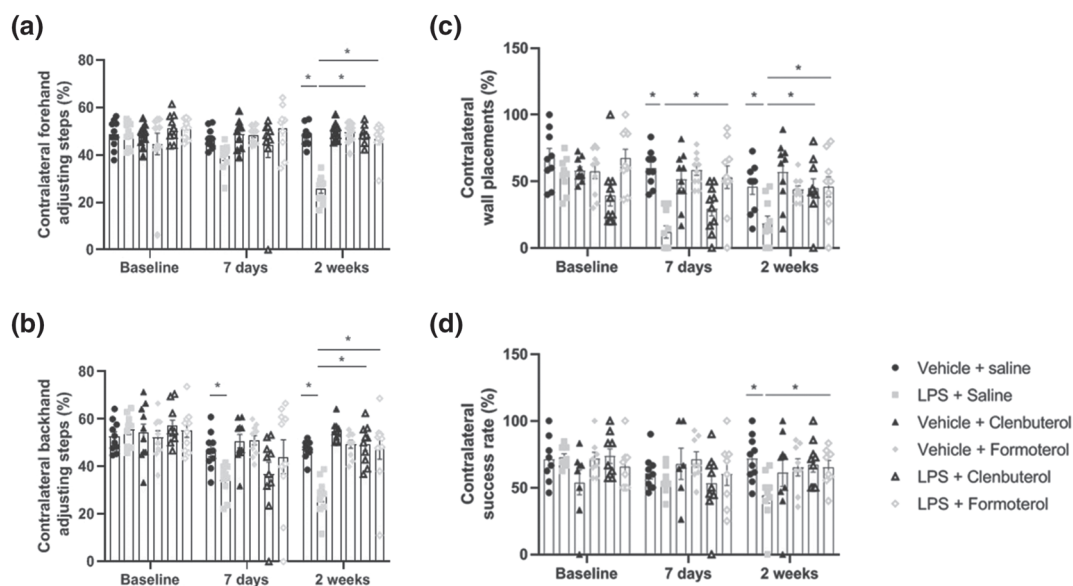 (a)
Contralateral forehand
adjusting steps (%)
80
60
40
20
0
Baseline
7 days
2 weeks
*
*
*
(c)
Contralateral
wall placements (%)
150
100
50
0
Baseline
7 days
2 weeks
*
*
*
*
*
(b)
Contralateral backhand
adjusting steps (%)
80
60
40
20
0
Baseline
7 days
2 weeks
*
*
*
*
(d)
Contralateral
success rate (%)
150
100
50
0
Baseline
7 days
2 weeks
*
*
Vehicle + saline
LPS + Saline
Vehicle + Clenbuterol
Vehicle + Formoterol
LPS + Clenbuterol
LPS + Formoterol